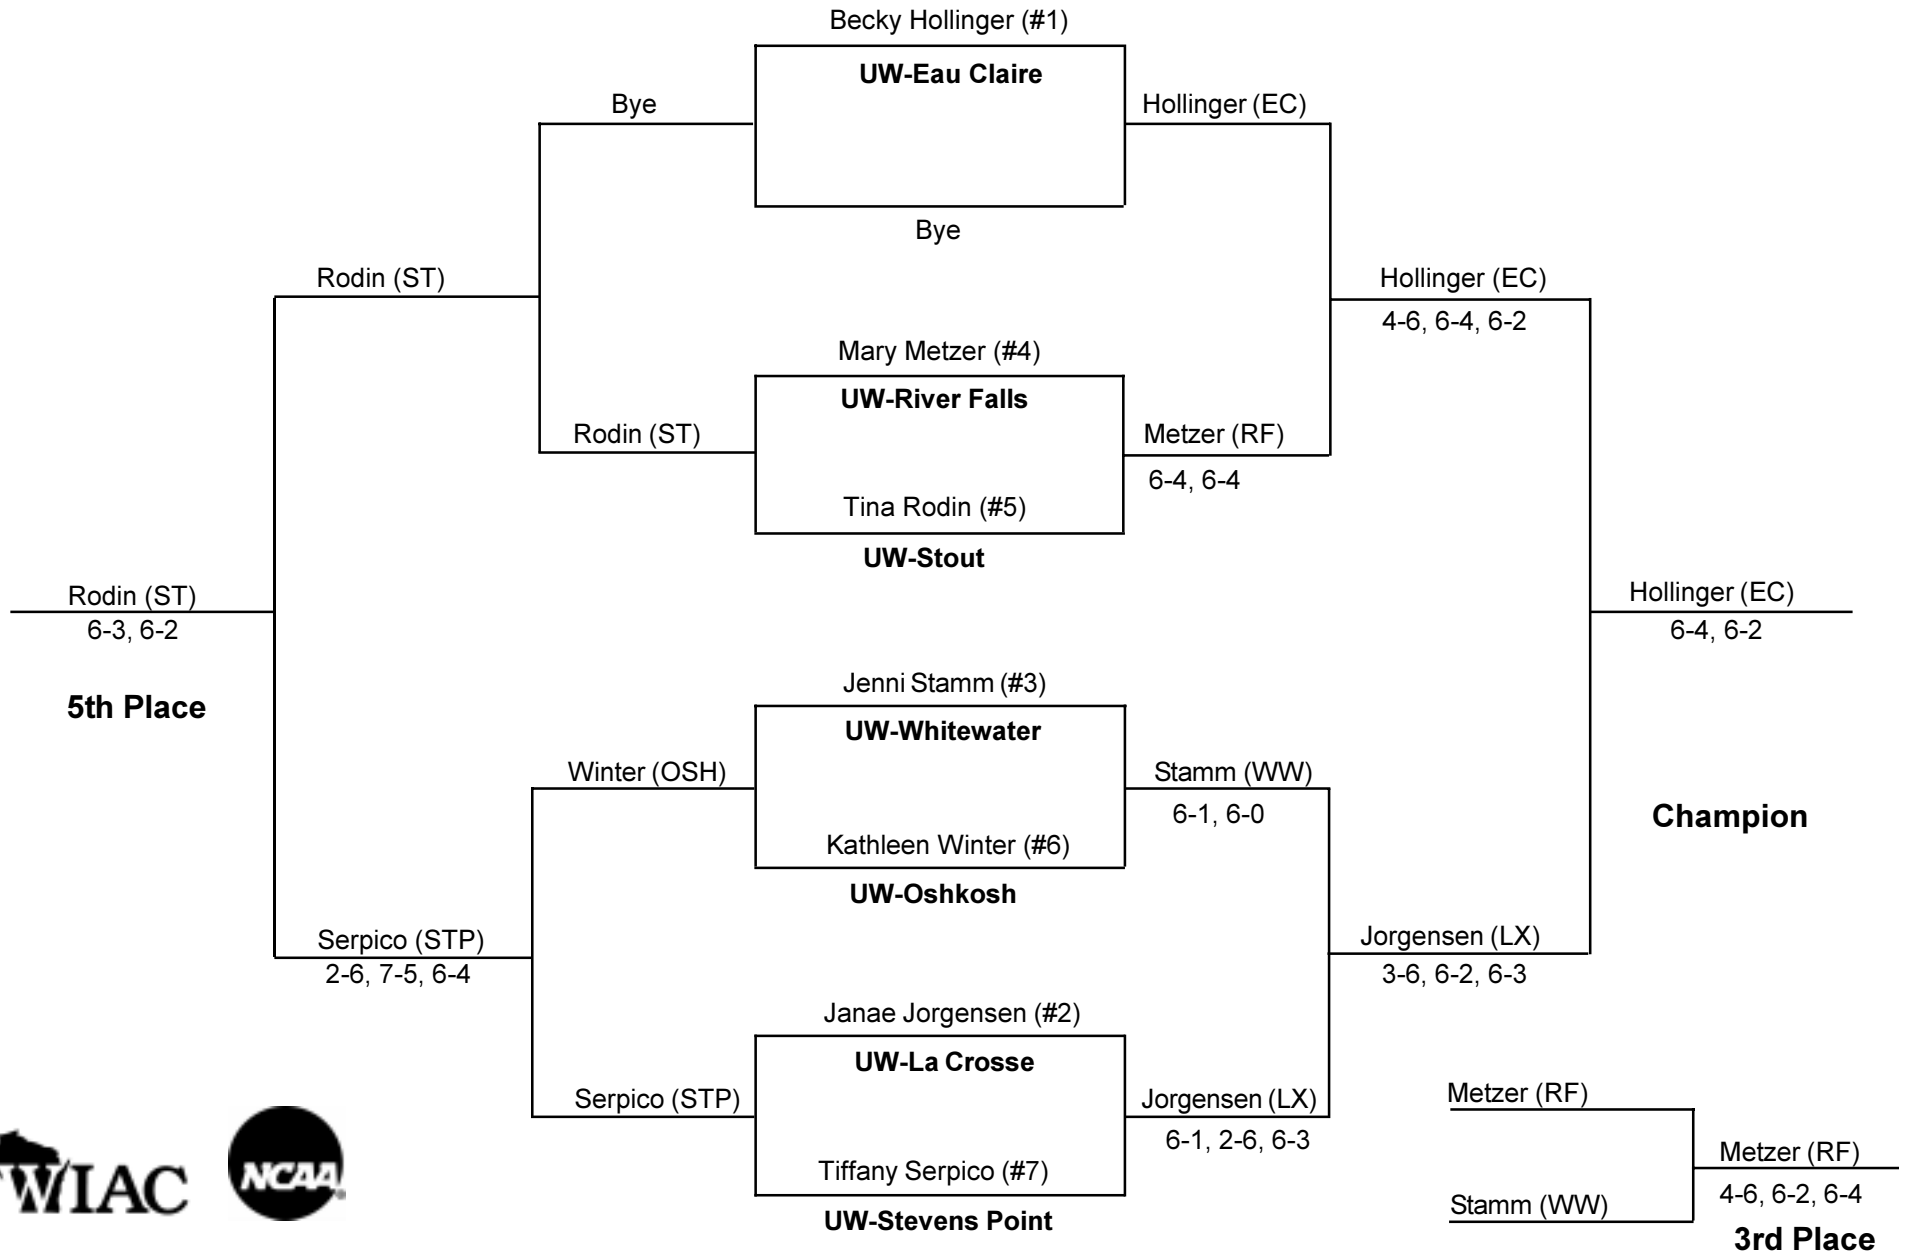 Becky Hollinger (#1)
UW-Eau Claire
Bye
Hollinger (EC)
Bye
Rodin (ST)
Hollinger (EC)
4-6, 6-4, 6-2
Mary Metzer (#4)
UW-River Falls
Rodin (ST)
Metzer (RF)
6-4, 6-4
Tina Rodin (#5)
UW-Stout
Rodin (ST)
6-3, 6-2
5th Place
Hollinger (EC)
6-4, 6-2
Champion
Jenni Stamm (#3)
UW-Whitewater
Winter (OSH)
Stamm (WW)
6-1, 6-0
Kathleen Winter (#6)
UW-Oshkosh
Serpico (STP)
2-6, 7-5, 6-4
Jorgensen (LX)
3-6, 6-2, 6-3
Janae Jorgensen (#2)
UW-La Crosse
Serpico (STP)
Jorgensen (LX)
6-1, 2-6, 6-3
Tiffany Serpico (#7)
UW-Stevens Point
Metzer (RF)
Stamm (WW)
Metzer (RF)
4-6, 6-2, 6-4
3rd Place
WIAC
NCAA